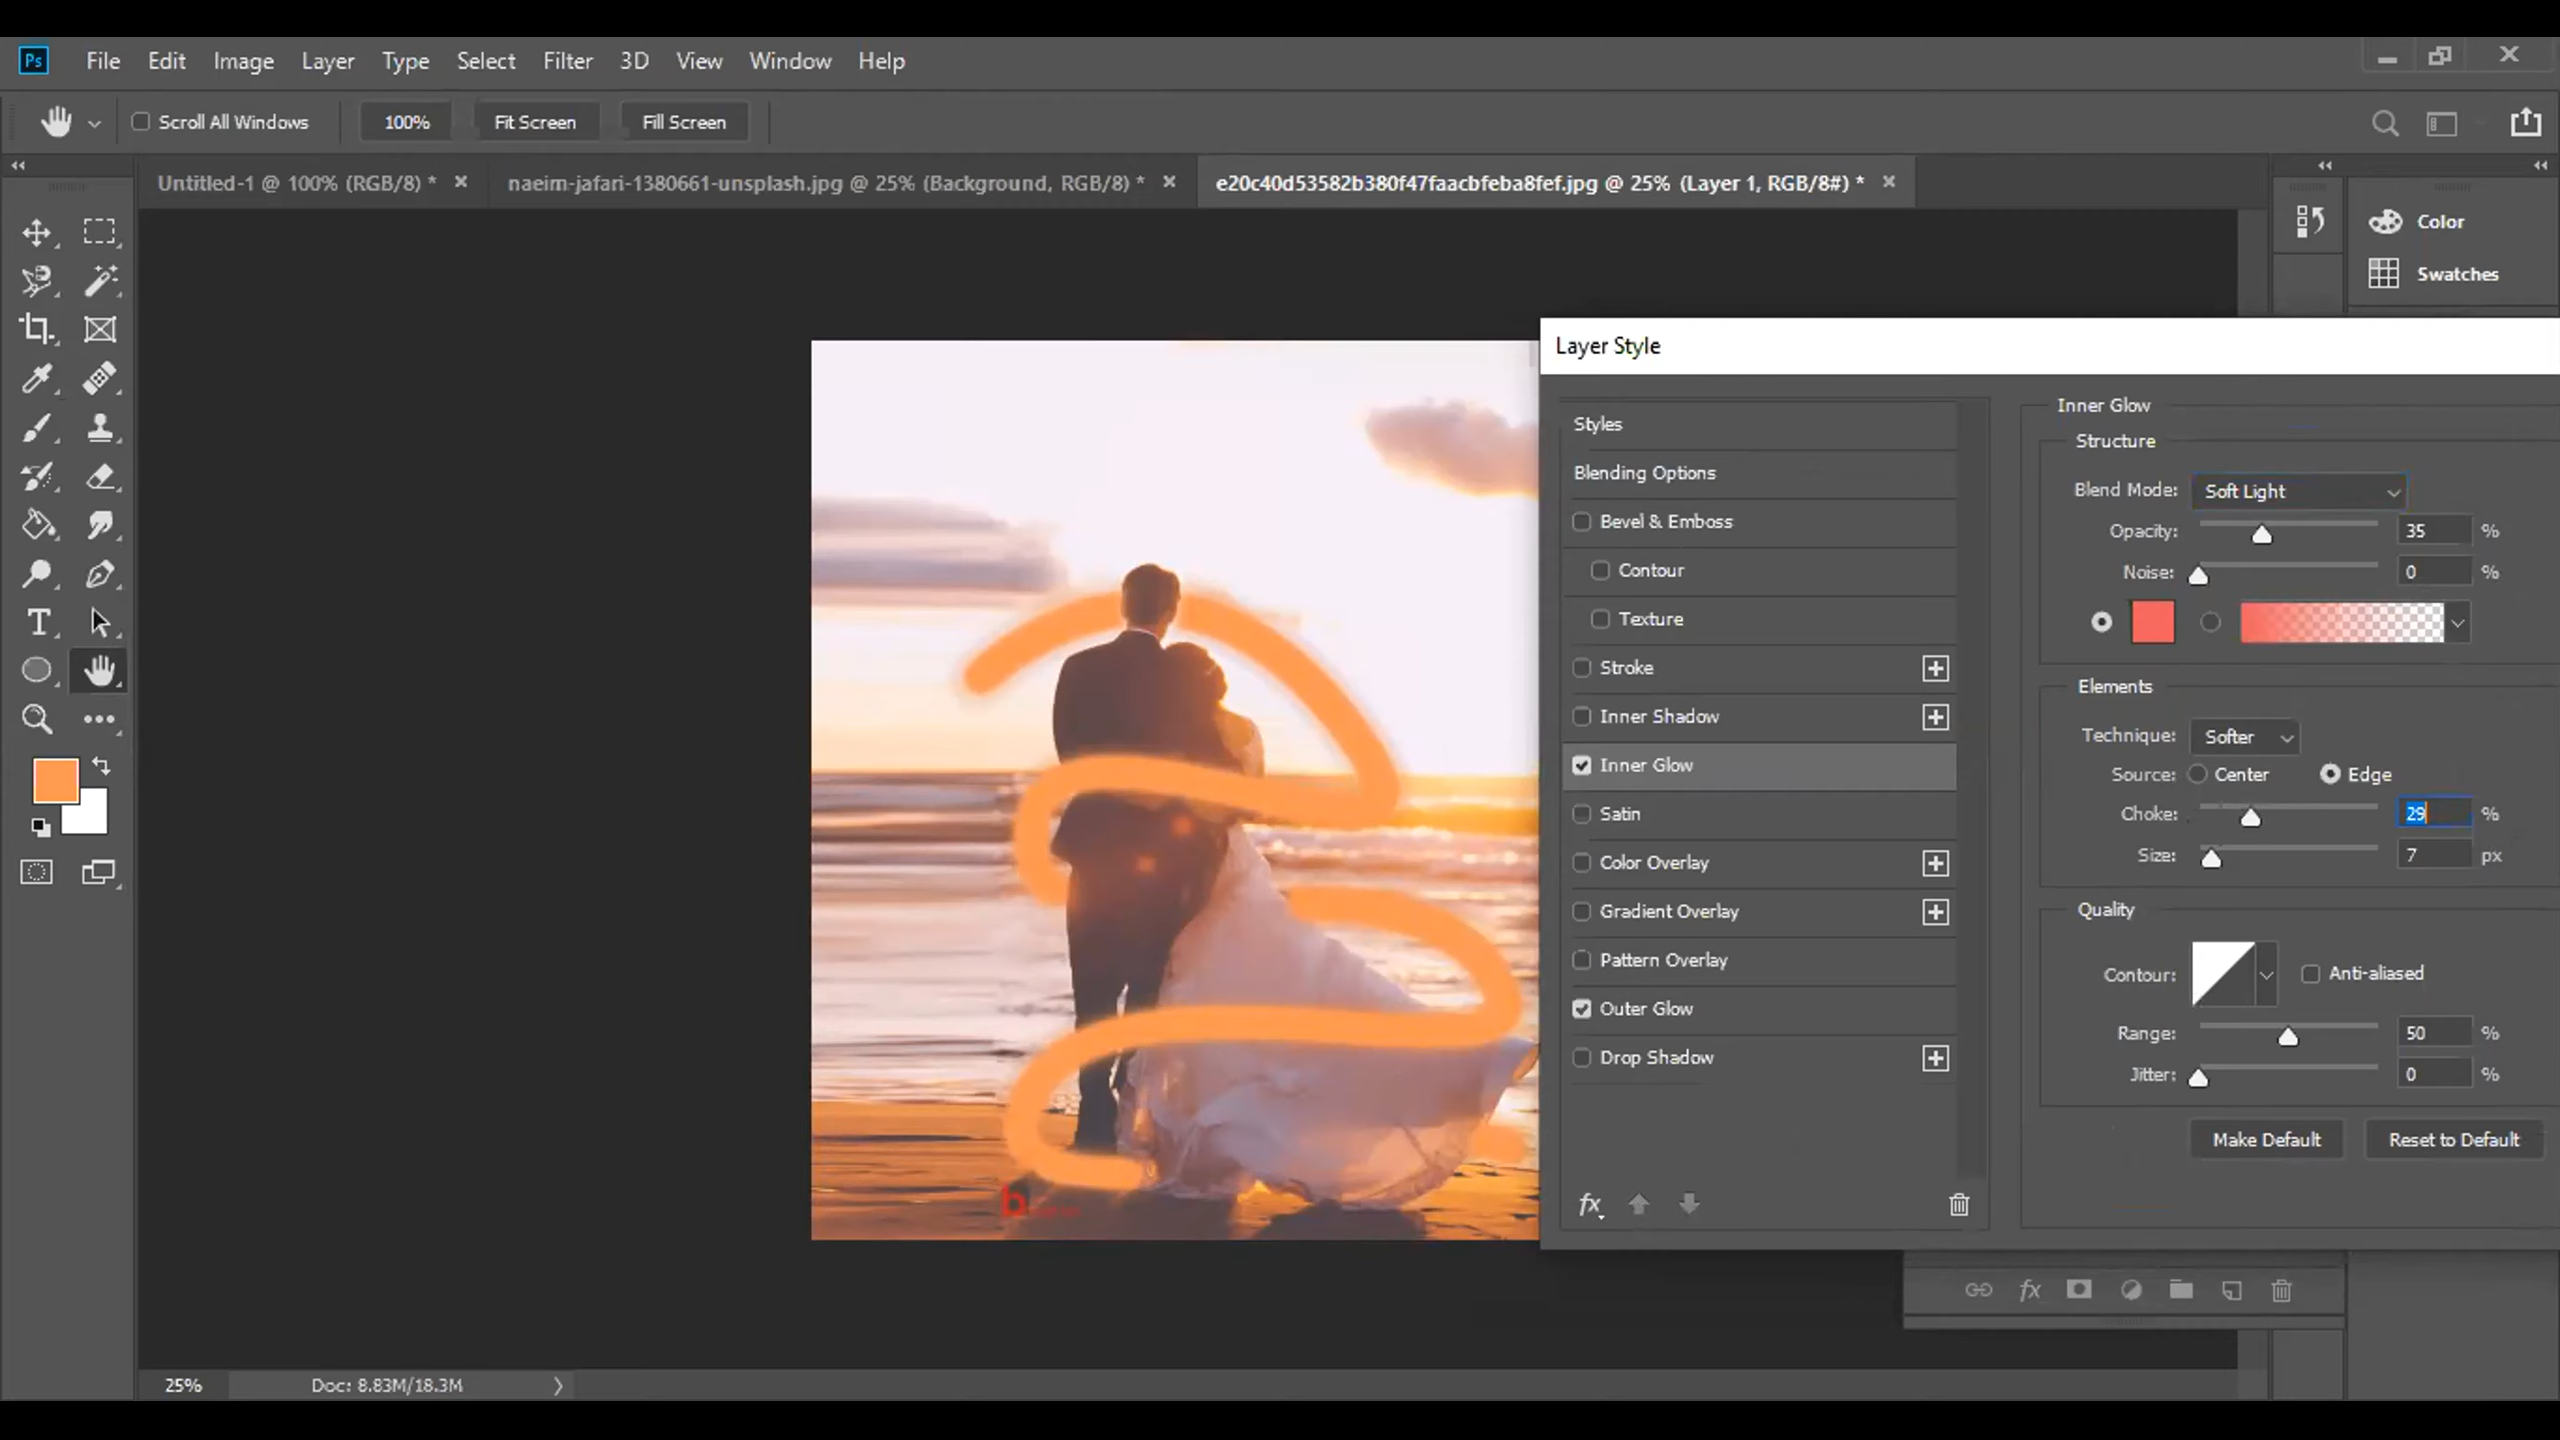 Ps File Edit Image Layer Type Select Filter 3D View Window Help
Scroll All Windows 100% Fit Screen Fill Screen
Untitled-1 @ 100% (RGB/8) * naeim-jafari-1380661-unsplash.jpg @ 25% (Background, RGB/8) * e20c40d53582b380f47faacbfeba8fef.jpg @ 25% (Layer 1, RGB/8#) *
Color
Swatches
Layer Style
Styles
Blending Options
Bevel & Emboss
Contour
Texture
Stroke
Inner Shadow
Inner Glow
Satin
Color Overlay
Gradient Overlay
Pattern Overlay
Outer Glow
Drop Shadow
fx
Inner Glow
Structure
Blend Mode: Soft Light
Opacity: 35 %
Noise: 0 %
Elements
Technique: Softer
Source: Center Edge
Choke: 29 %
Size: 7 px
Quality
Contour: Anti-aliased
Range: 50 %
Jitter: 0 %
Make Default Reset to Default
fx
b
25% Doc: 8.83M/18.3M